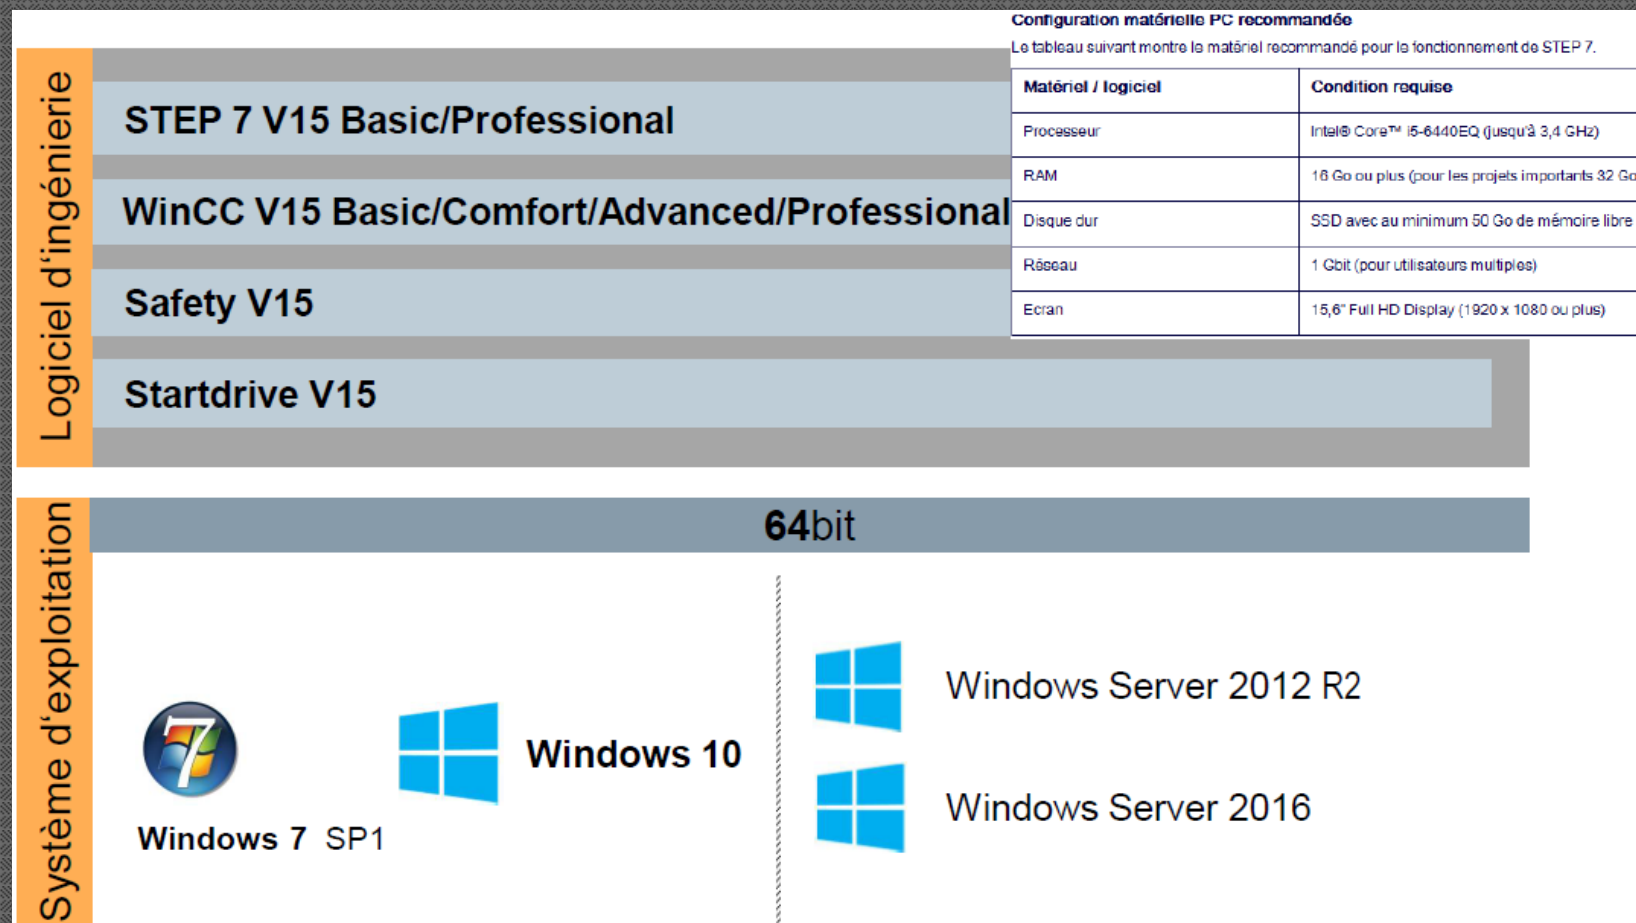 Configuration matérielle PC recommandée
Le tableau suivant montre le matériel recommandé pour le fonctionnement de STEP 7.
Matériel / logiciel Condition requise
Processeur Intel® Core™ i5-6440EQ (jusqu'à 3,4 GHz)
RAM 16 Go ou plus (pour les projets importants 32 Go
Disque dur SSD avec au minimum 50 Go de mémoire libre
Réseau 1 Gbit (pour utilisateurs multiples)
Ecran 15,6" Full HD Display (1920 x 1080 ou plus)
Logiciel d'ingénierie
STEP 7 V15 Basic/Professional
WinCC V15 Basic/Comfort/Advanced/Professional
Safety V15
Startdrive V15
Système d'exploitation
64bit
7
Windows 7 SP1
Windows 10
Windows Server 2012 R2
Windows Server 2016